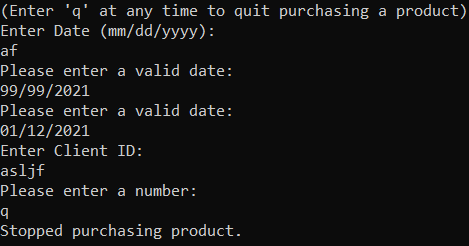 (Enter 'q' at any time to quit purchasing a product)
Enter Date (mm/dd/yyyy):
af
Please enter a valid date:
99/99/2021
Please enter a valid date:
01/12/2021
Enter Client ID:
asljf
Please enter a number:
q
Stopped purchasing product.